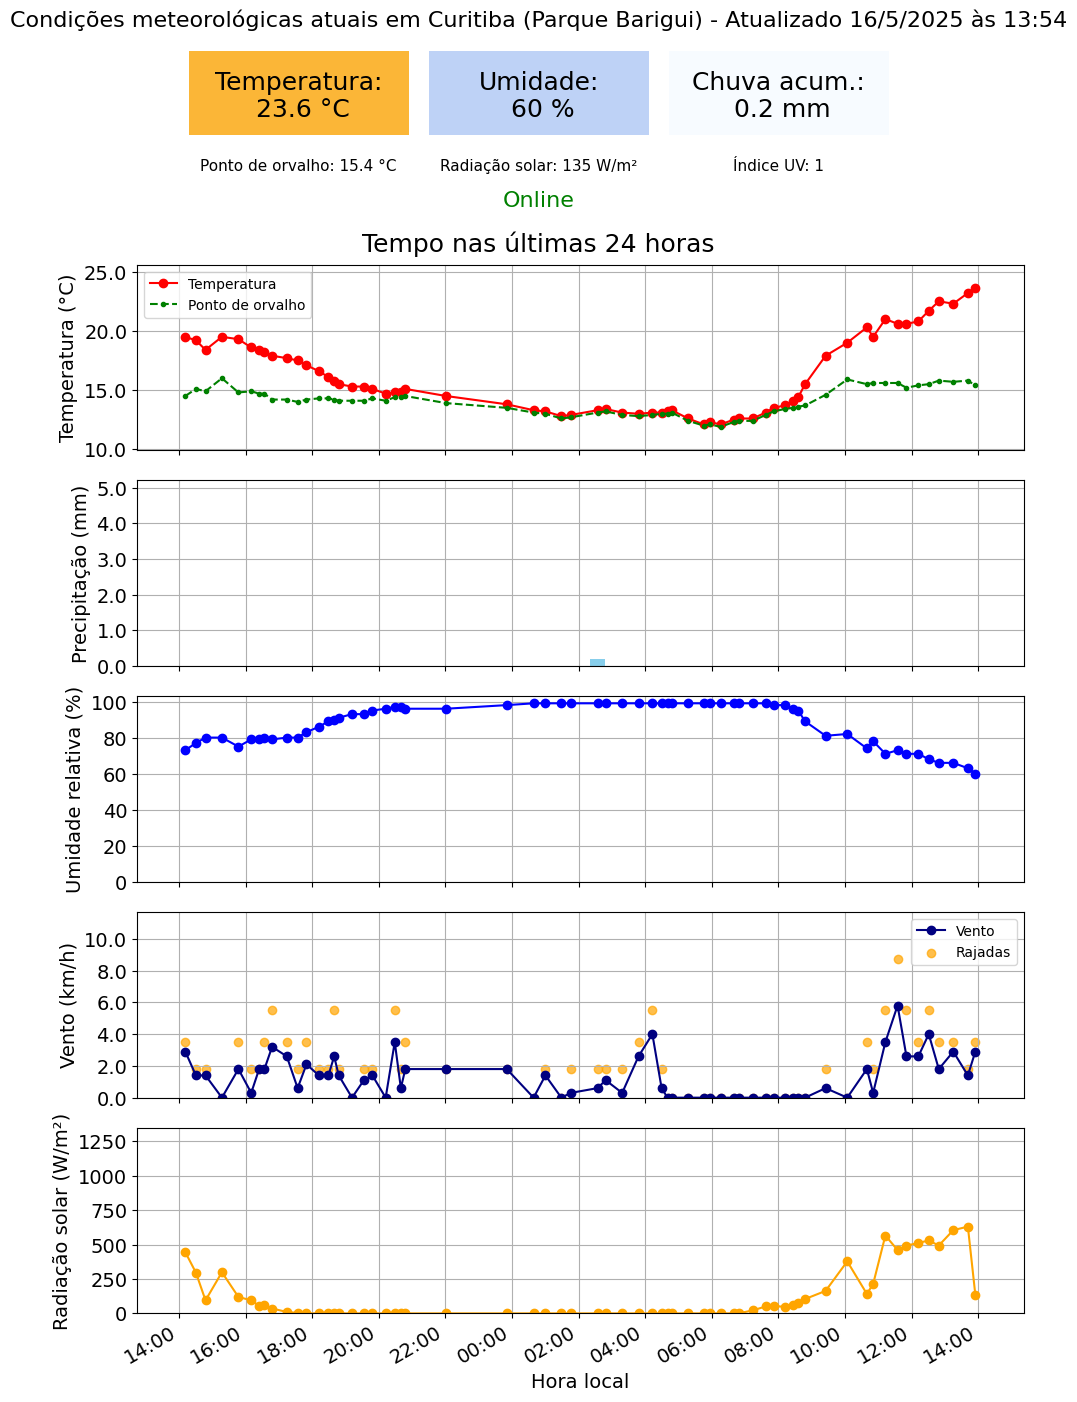 Condições meteorológicas atuais em Curitiba (Parque Barigui) - Atualizado 16/5/2025 às 13:54
Temperatura:
23.6 °C
Umidade:
60 %
Chuva acum.:
0.2 mm
Ponto de orvalho: 15.4 °C
Radiação solar: 135 W/m²
Índice UV: 1
Online
Tempo nas últimas 24 horas
Temperatura (°C)
25.0
20.0
15.0
10.0
Temperatura
Ponto de orvalho
Precipitação (mm)
5.0
4.0
3.0
2.0
1.0
0.0
Umidade relativa (%)
100
80
60
40
20
0
Vento (km/h)
10.0
8.0
6.0
4.0
2.0
0.0
Vento
Rajadas
Radiação solar (W/m²)
1250
1000
750
500
250
0
14:00
16:00
18:00
20:00
22:00
00:00
02:00
04:00
06:00
08:00
10:00
12:00
14:00
Hora local